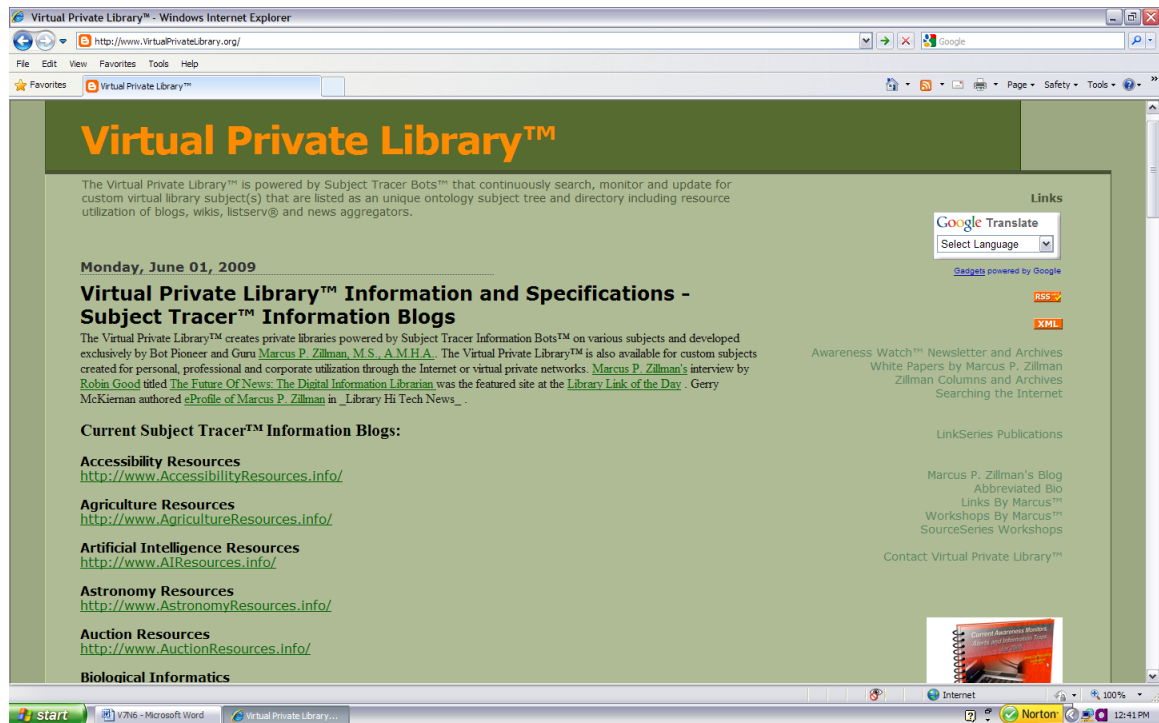 Virtual Private Library™ - Windows Internet Explorer
http://www.VirtualPrivateLibrary.org/
Google
File Edit View Favorites Tools Help
Favorites
Virtual Private Library™
Page Safety Tools
Virtual Private Library™
The Virtual Private Library™ is powered by Subject Tracer Bots™ that continuously search, monitor and update for
custom virtual library subject(s) that are listed as an unique ontology subject tree and directory including resource
utilization of blogs, wikis, listserv® and news aggregators.
Monday, June 01, 2009
Virtual Private Library™ Information and Specifications -
Subject Tracer™ Information Blogs
The Virtual Private Library™ creates private libraries powered by Subject Tracer Information Bots™ on various subjects and developed
exclusively by Bot Pioneer and Guru Marcus P. Zillman, M.S., A.M.H.A.. The Virtual Private Library™ is also available for custom subjects
created for personal, professional and corporate utilization through the Internet or virtual private networks. Marcus P. Zillman's interview by
Robin Good titled The Future Of News: The Digital Information Librarian was the featured site at the Library Link of the Day . Gerry
McKiernan authored eProfile of Marcus P. Zillman in _Library Hi Tech News_ .
Current Subject Tracer™ Information Blogs:
Accessibility Resources
http://www.AccessibilityResources.info/
Agriculture Resources
http://www.AgricultureResources.info/
Artificial Intelligence Resources
http://www.AIResources.info/
Astronomy Resources
http://www.AstronomyResources.info/
Auction Resources
http://www.AuctionResources.info/
Biological Informatics
Links
Google Translate
Select Language
Gadgets powered by Google
RSS
XML
Awareness Watch™ Newsletter and Archives
White Papers by Marcus P. Zillman
Zillman Columns and Archives
Searching the Internet
LinkSeries Publications
Marcus P. Zillman's Blog
Abbreviated Bio
Links By Marcus™
Workshops By Marcus™
SourceSeries Workshops
Contact Virtual Private Library™
Current Awareness Monitors,
Alerts and Information Traps
Internet
100%
start
V7N6 - Microsoft Word
Virtual Private Library...
Norton
12:41 PM